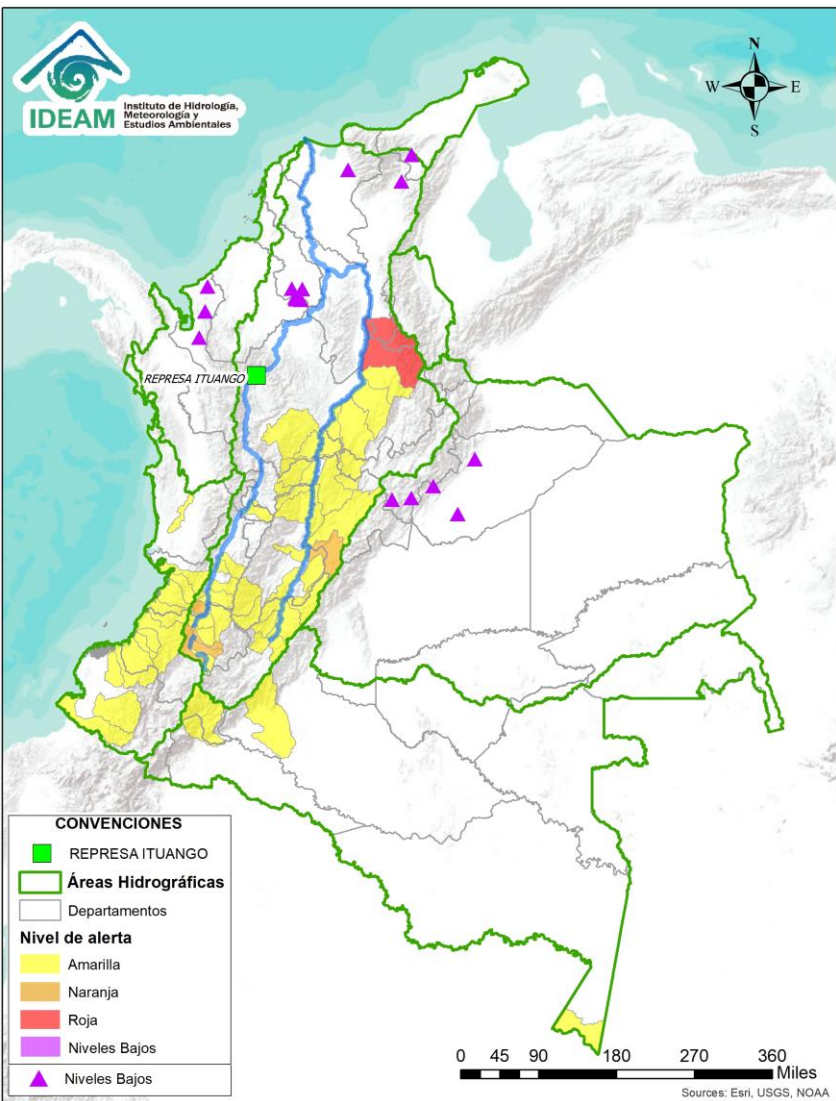 IDEAM
Instituto de Hidrología,
Meteorología y
Estudios Ambientales
N
W
E
S
REPRESA ITUANGO
CONVENCIONES
REPRESA ITUANGO
Áreas Hidrográficas
Departamentos
Nivel de alerta
Amarilla
Naranja
Roja
Niveles Bajos
Niveles Bajos
0 45 90 180 270 360
Miles
Sources: Esri, USGS, NOAA